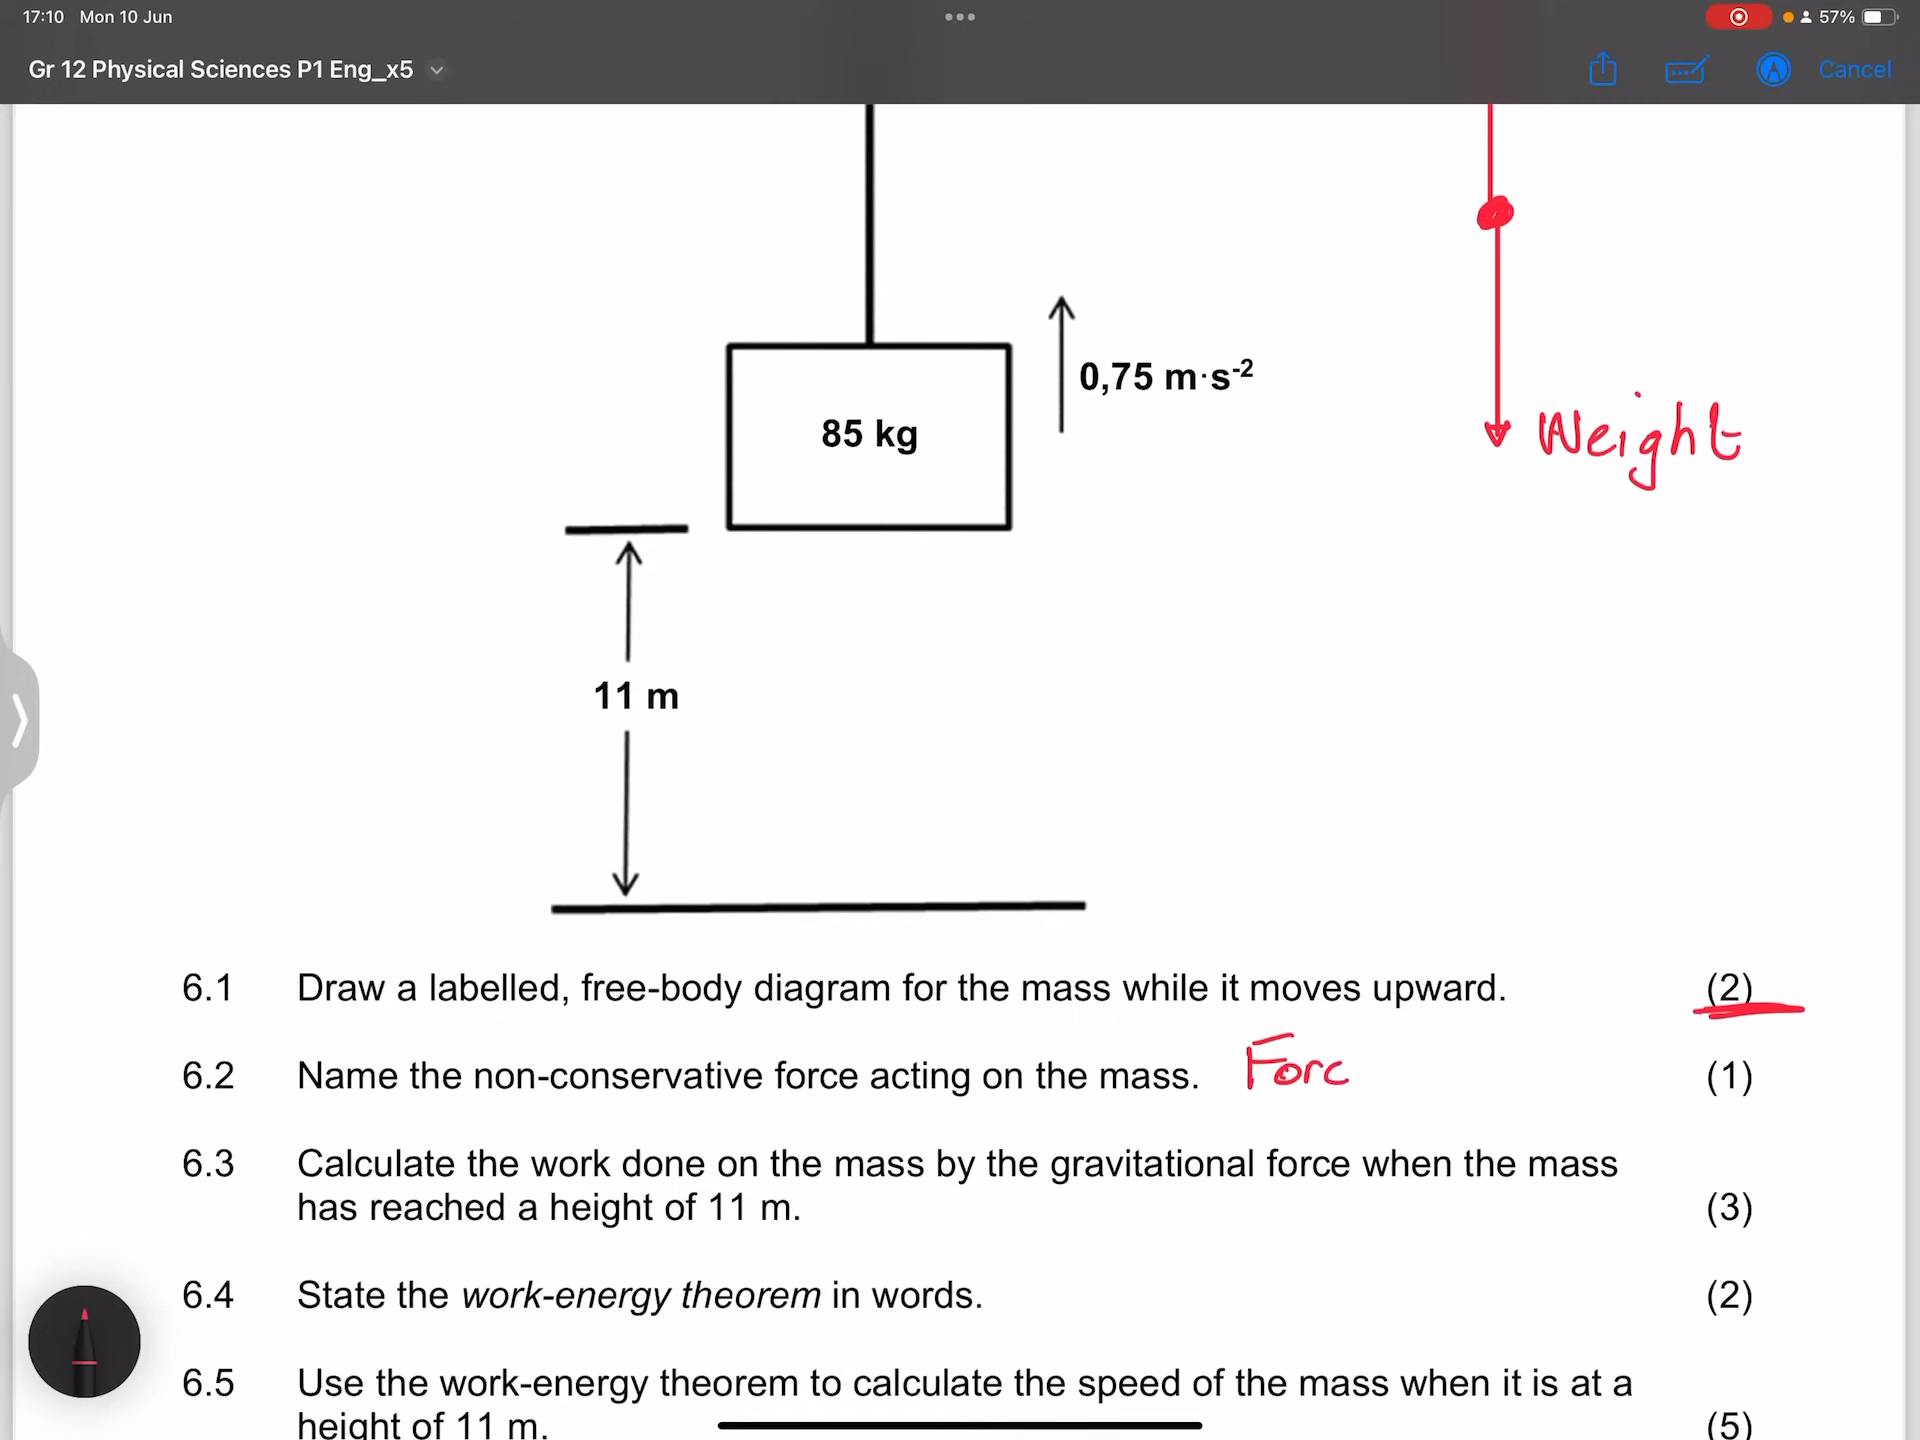 17:10 Mon 10 Jun
57%
Gr 12 Physical Sciences P1 Eng_x5
Cancel
0,75 m·s⁻²
85 kg
Weight
11 m
6.1 Draw a labelled, free-body diagram for the mass while it moves upward. (2)
6.2 Name the non-conservative force acting on the mass. Forc (1)
6.3 Calculate the work done on the mass by the gravitational force when the mass
has reached a height of 11 m. (3)
6.4 State the work-energy theorem in words. (2)
6.5 Use the work-energy theorem to calculate the speed of the mass when it is at a
height of 11 m. (5)